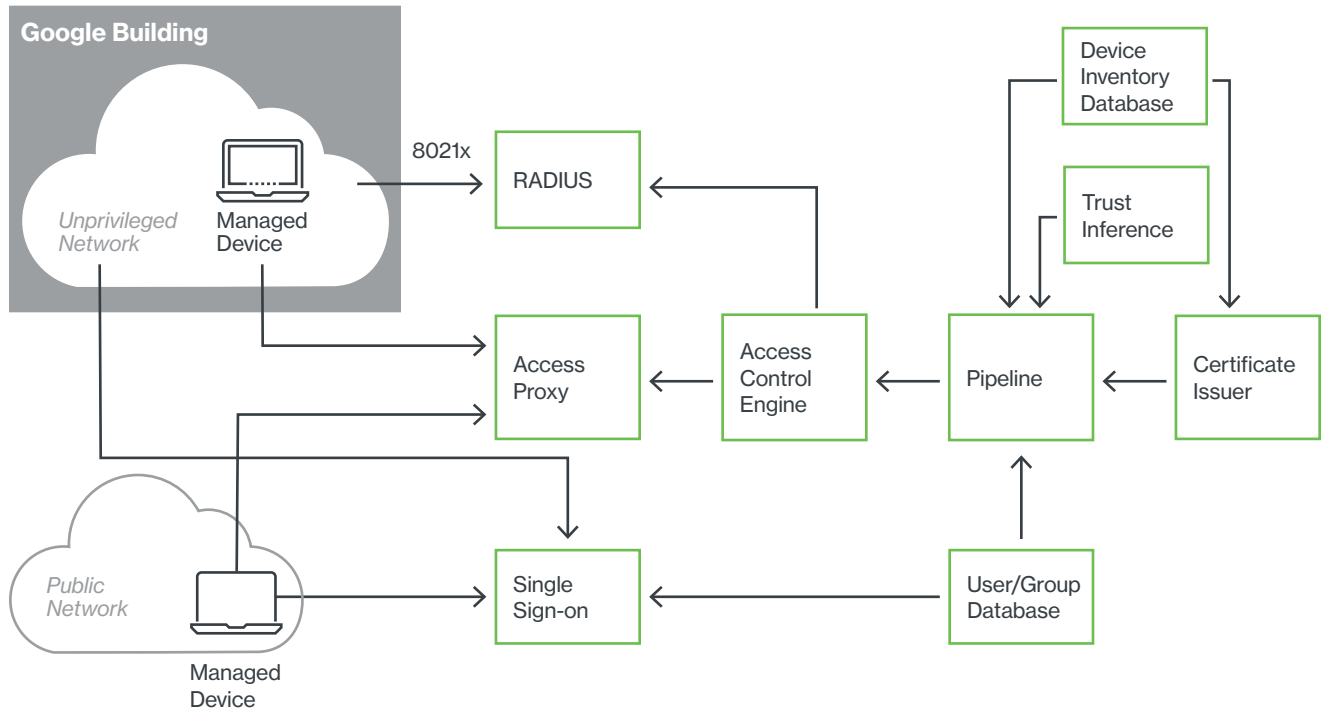 Google Building
Unprivileged
Network
Managed
Device
8021x
RADIUS
Device
Inventory
Database
Trust
Inference
Access
Proxy
Access
Control
Engine
Pipeline
Certificate
Issuer
Public
Network
Managed
Device
Single
Sign-on
User/Group
Database